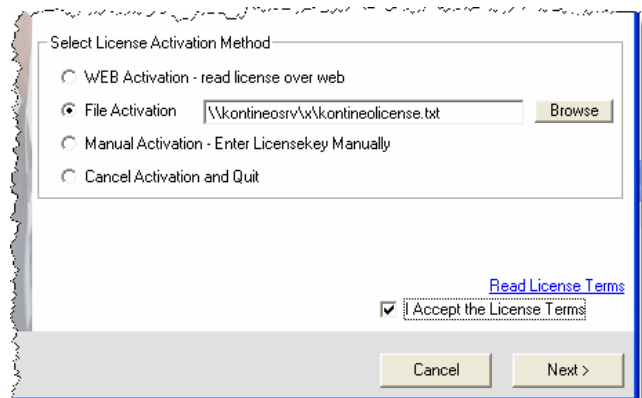 Select License Activation Method
WEB Activation - read license over web
File Activation \\kontineosrv\x\kontineolicense.txt Browse
Manual Activation - Enter Licensekey Manually
Cancel Activation and Quit
Read License Terms
I Accept the License Terms
Cancel Next >